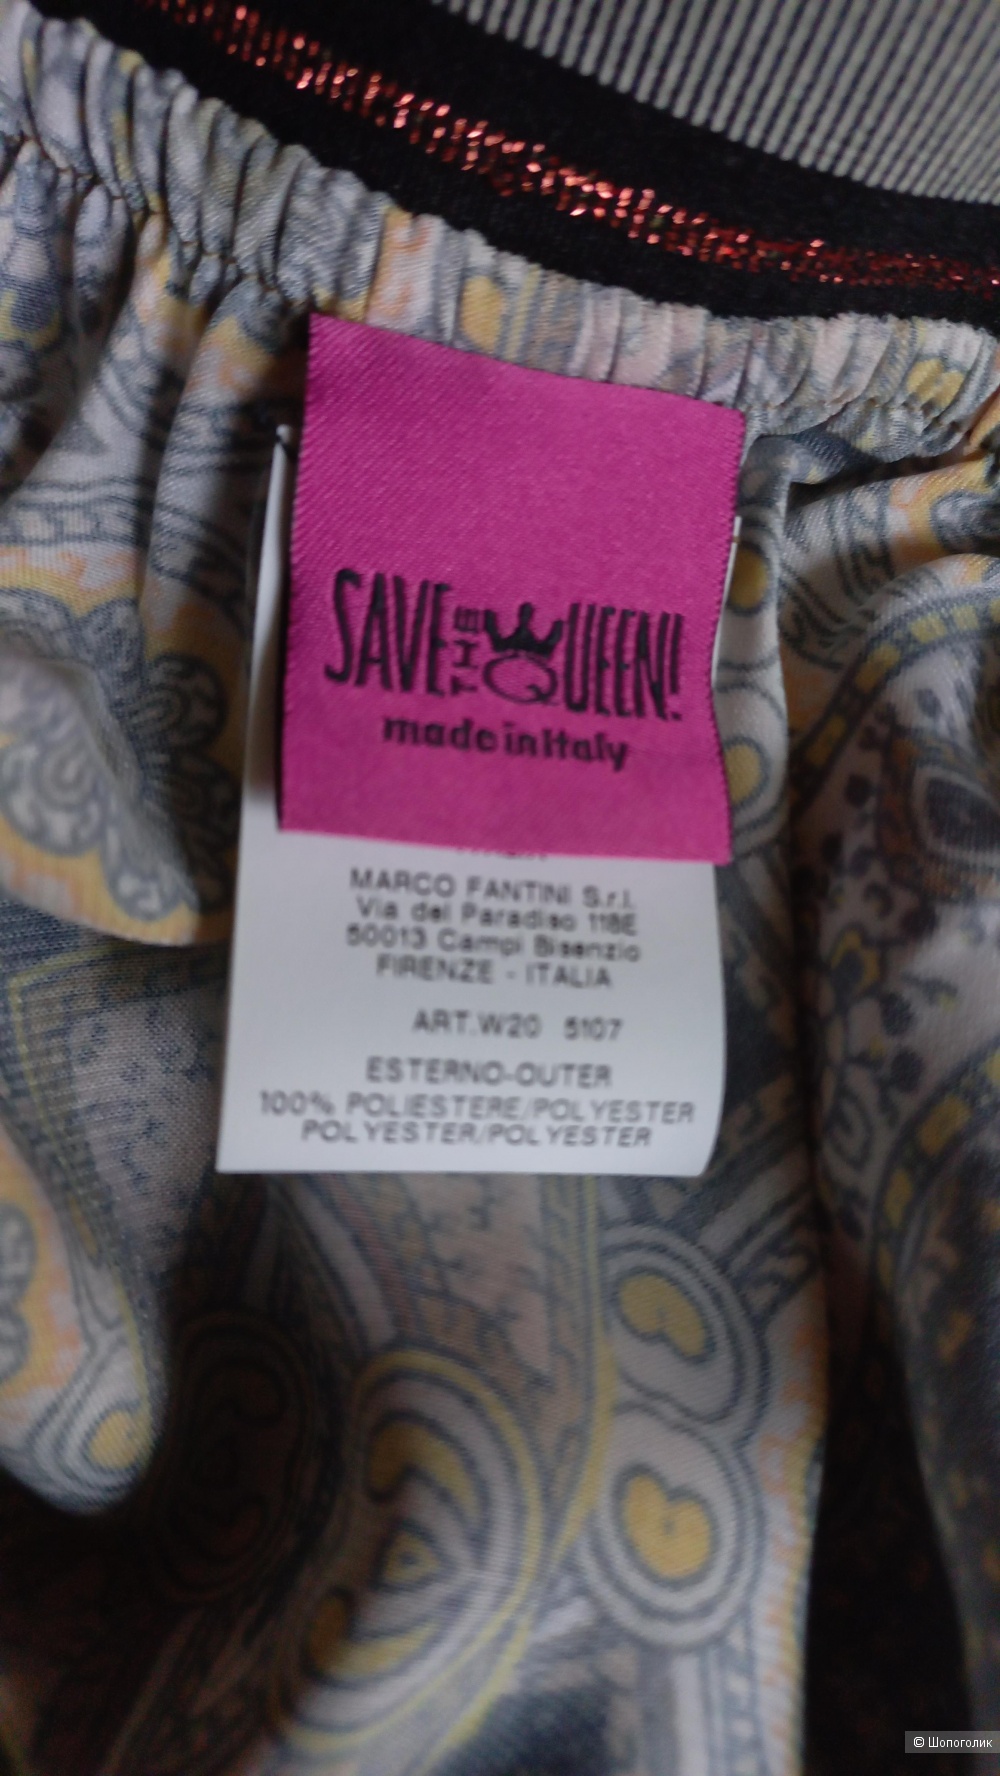 SAVE THE QUEEN!
made in Italy
MARCO FANTINI S.r.l.
Via del Paradiso 118E
50013 Campi Bisenzio
FIRENZE - ITALIA
ART.W20 5107
ESTERNO-OUTER
100% POLIESTERE/POLYESTER
POLYESTER/POLYESTER
© Шопоголик